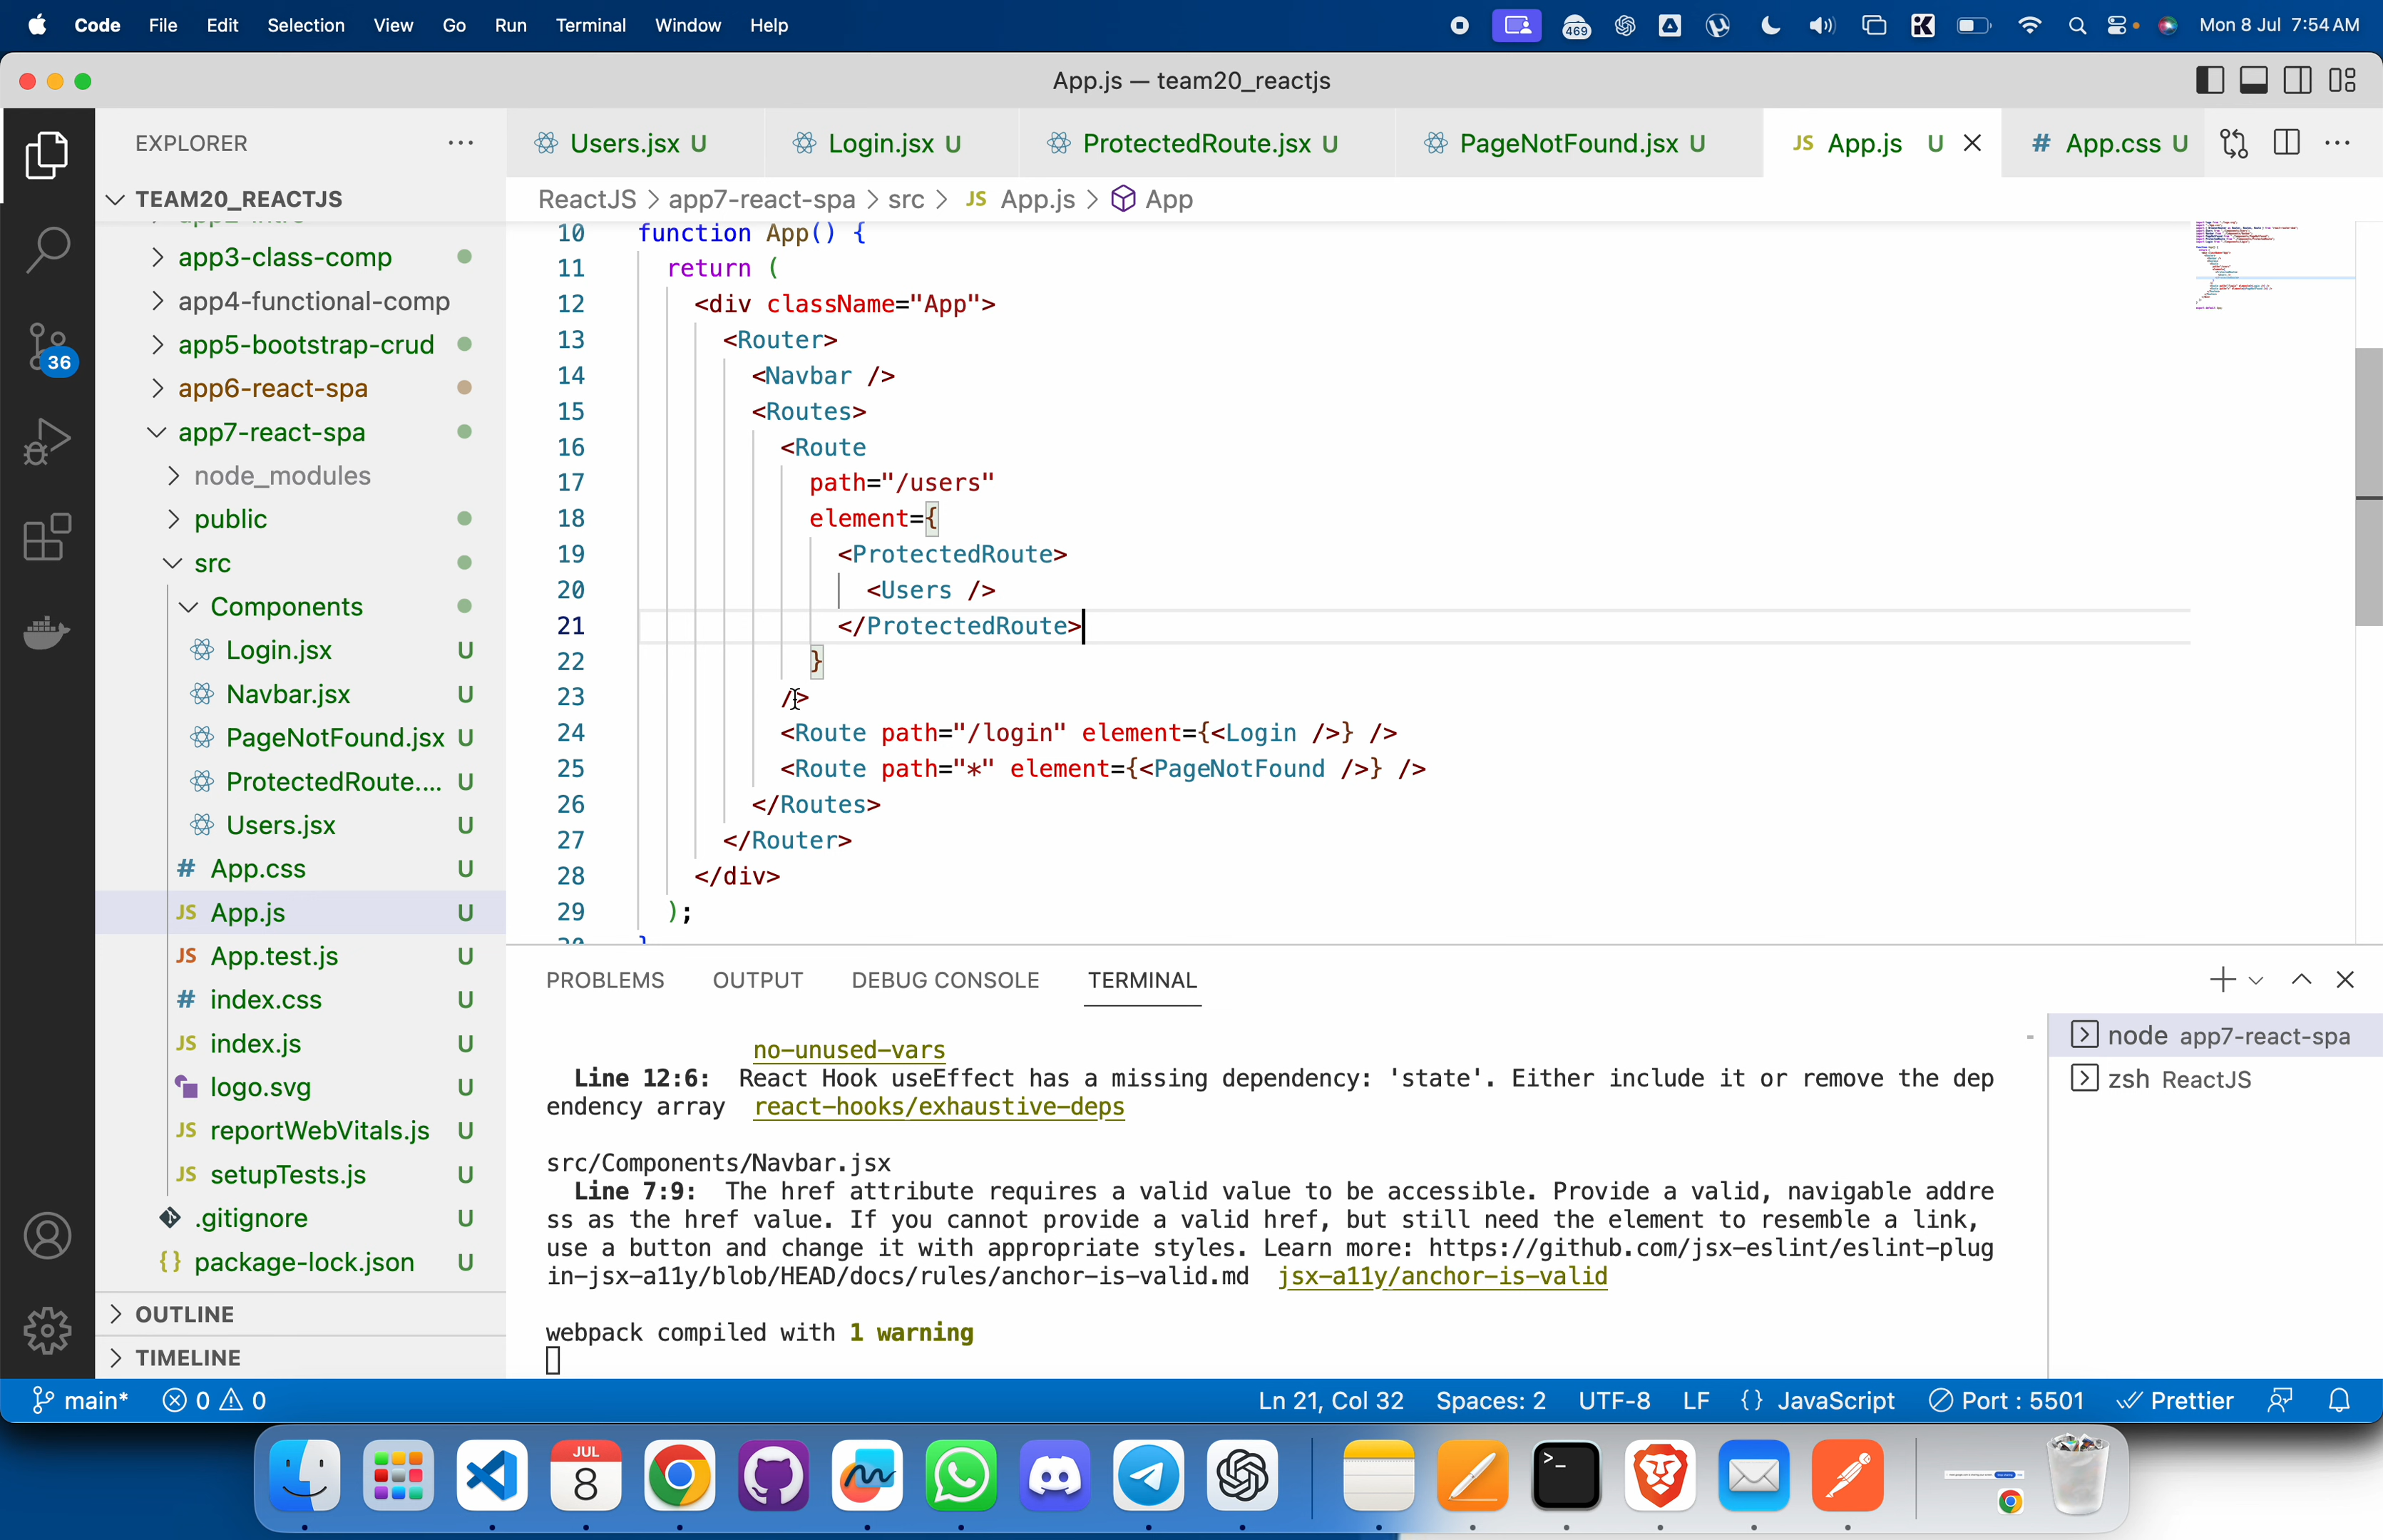 Code File Edit Selection View Go Run Terminal Window Help 469 Mon 8 Jul 7:54 AM
App.js — team20_reactjs
EXPLORER
Users.jsx U Login.jsx U ProtectedRoute.jsx U PageNotFound.jsx U JS App.js U # App.css U
TEAM20_REACTJS
ReactJS > app7-react-spa > src > JS App.js > App
app3-class-comp
app4-functional-comp
app5-bootstrap-crud
app6-react-spa
app7-react-spa
node_modules
public
src
Components
Login.jsx U
Navbar.jsx U
PageNotFound.jsx U
ProtectedRoute.... U
Users.jsx U
# App.css U
JS App.js U
JS App.test.js U
# index.css U
JS index.js U
logo.svg U
JS reportWebVitals.js U
JS setupTests.js U
.gitignore U
{} package-lock.json U
OUTLINE
TIMELINE
36
10 function App() {
11 return (
12 <div className="App">
13 <Router>
14 <Navbar />
15 <Routes>
16 <Route
17 path="/users"
18 element={
19 <ProtectedRoute>
20 <Users />
21 </ProtectedRoute>
22 }
23 />
24 <Route path="/login" element={<Login />} />
25 <Route path="*" element={<PageNotFound />} />
26 </Routes>
27 </Router>
28 </div>
29 );
PROBLEMS OUTPUT DEBUG CONSOLE TERMINAL
no-unused-vars
Line 12:6: React Hook useEffect has a missing dependency: 'state'. Either include it or remove the dep
endency array react-hooks/exhaustive-deps
src/Components/Navbar.jsx
Line 7:9: The href attribute requires a valid value to be accessible. Provide a valid, navigable addre
ss as the href value. If you cannot provide a valid href, but still need the element to resemble a link,
use a button and change it with appropriate styles. Learn more: https://github.com/jsx-eslint/eslint-plug
in-jsx-a11y/blob/HEAD/docs/rules/anchor-is-valid.md jsx-a11y/anchor-is-valid
webpack compiled with 1 warning
node app7-react-spa
zsh ReactJS
main* 0 0 Ln 21, Col 32 Spaces: 2 UTF-8 LF {} JavaScript Port : 5501 Prettier
JUL
8